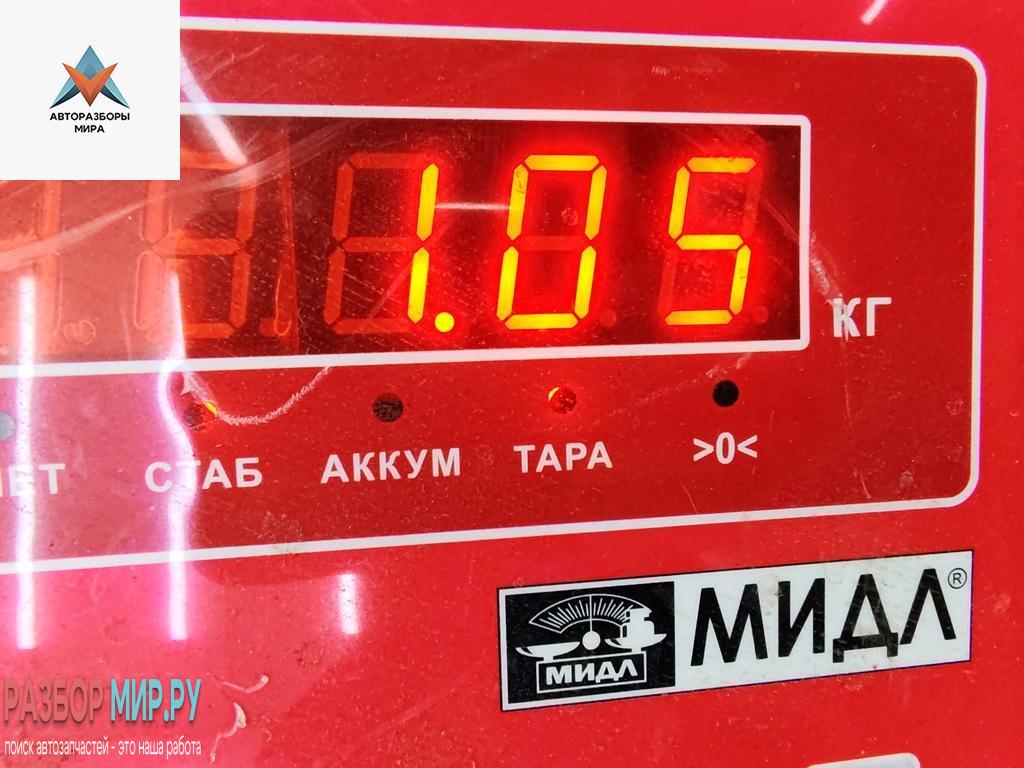 АВТОРАЗБОРЫ
МИРА
1.05
КГ
СТАБ АККУМ ТАРА >0<
МИДЛ МИДЛ®
РАЗБОР МИР.РУ
поиск автозапчастей - это наша работа